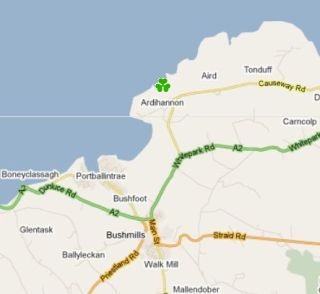 Tonduff
Aird
Causeway Rd
D
Ardihannon
Carncolp
Whitepark Rd
A2
Whitepark
Boneyclassagh
Portballintrae
A2
Dunluce Rd
Bushfoot
A2
Glentask
Bushmills
Main St
Straid Rd
Ballyclken
Priestland Rd
Walk Mill
Mallendober